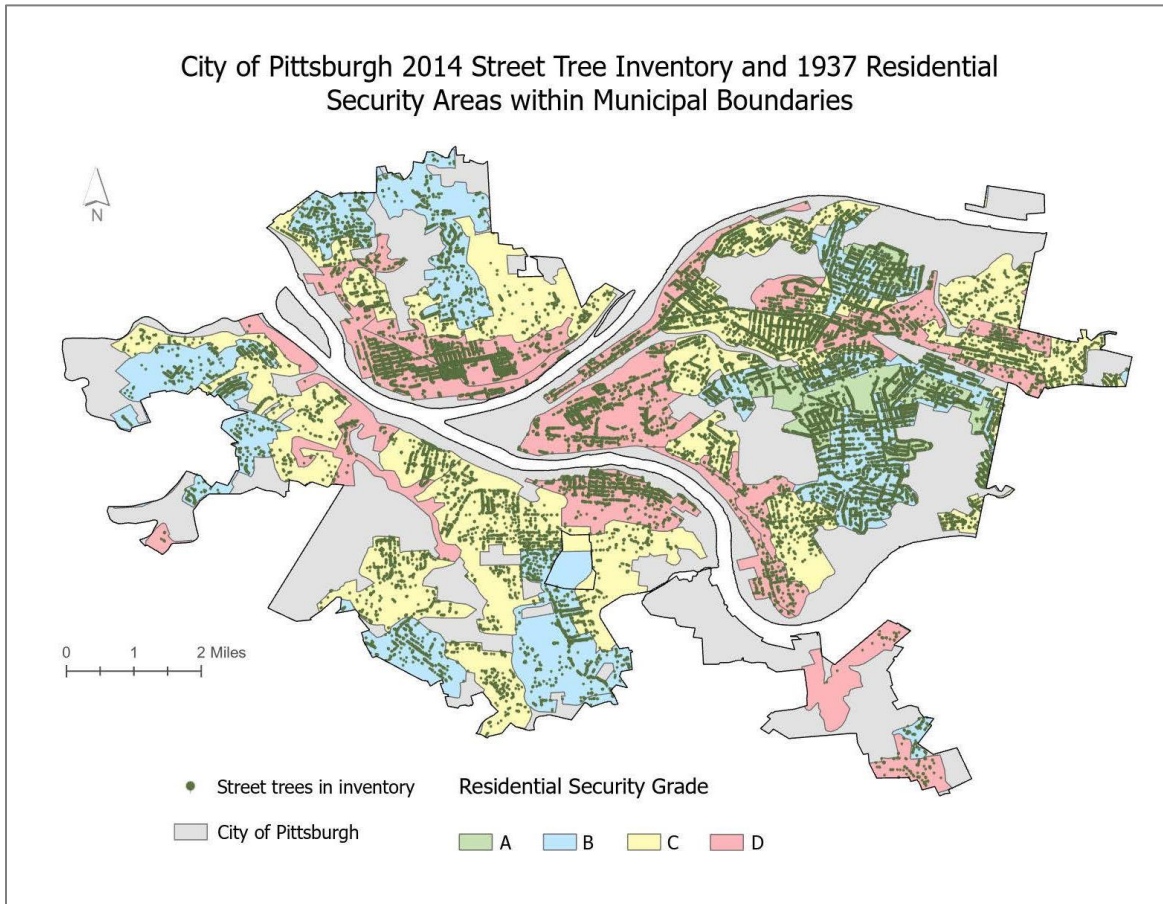 City of Pittsburgh 2014 Street Tree Inventory and 1937 Residential
Security Areas within Municipal Boundaries
N
0 1 2 Miles
Street trees in inventory
City of Pittsburgh
Residential Security Grade
A B C D